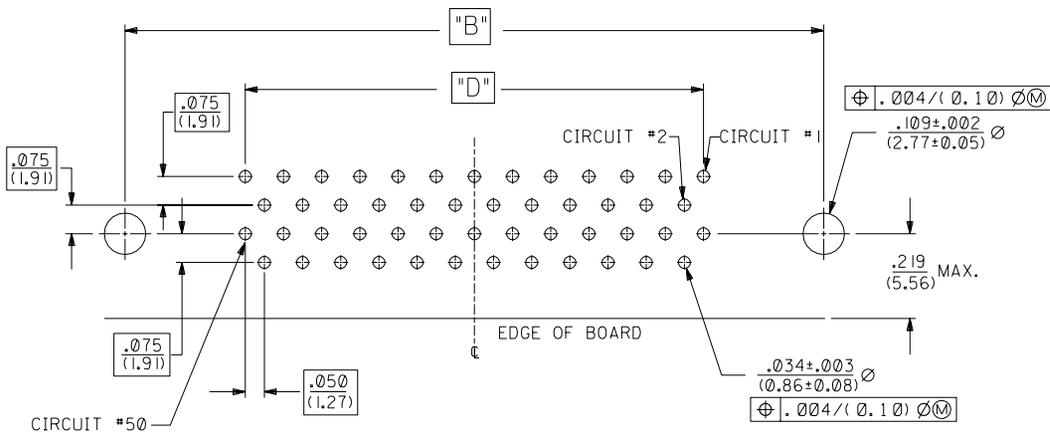 "B"
"D"
⌖ .004/(0.10) Ø Ⓜ
.109±.002
(2.77±0.05) Ø
.075
(1.91)
CIRCUIT #2
CIRCUIT #1
.075
(1.91)
.219
(5.56) MAX.
EDGE OF BOARD
℄
.075
(1.91)
.050
(1.27)
.034±.003
(0.86±0.08) Ø
⌖ .004/(0.10) Ø Ⓜ
CIRCUIT #50